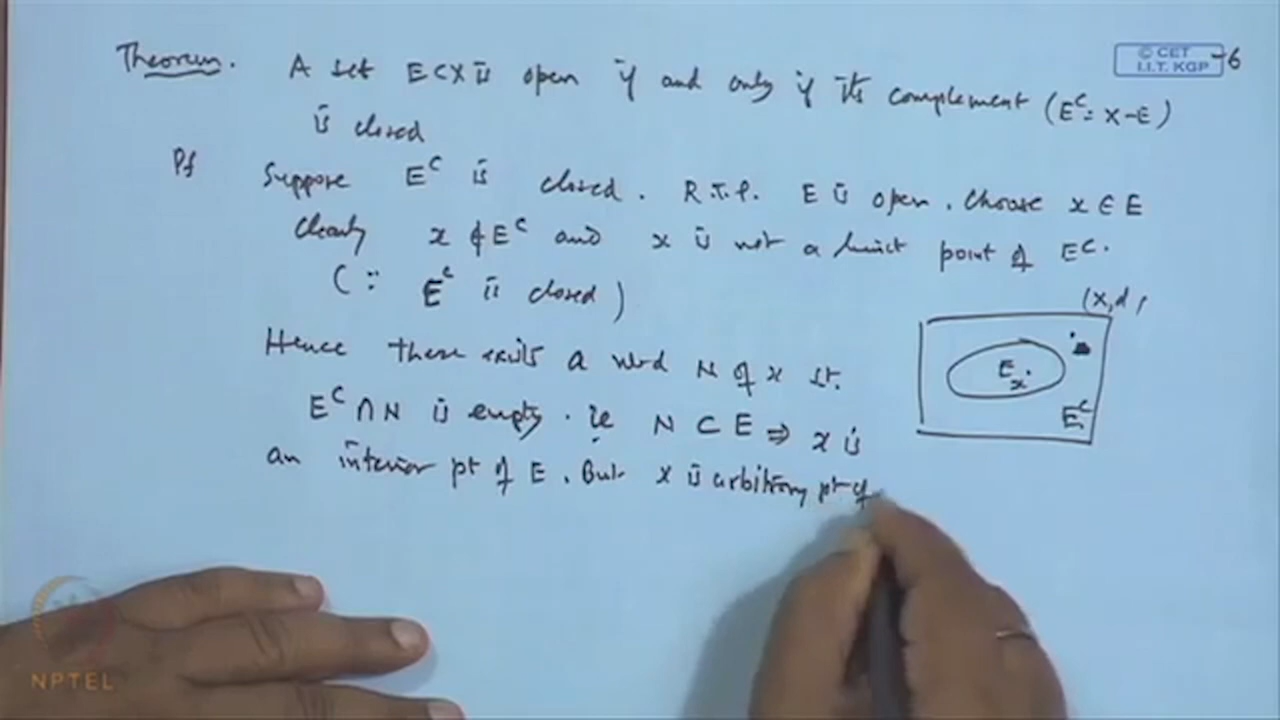 Theorem. A set E⊂X is open if and only if its complement (E^c = X-E)
is closed
© CET
I.I.T. KGP
-6
Pf Suppose E^c is closed. R.T.P. E is open. Choose x ∈ E
Clearly x ∉ E^c and x is not a limit point of E^c.
(∵ E^c is closed)
Hence there exists a nbd N of x st.
E^c ∩ N is empty. ie N ⊂ E ⇒ x is
an interior pt of E. But x is arbitrary pt of
(X,d)
E
x
E^c
NPTEL